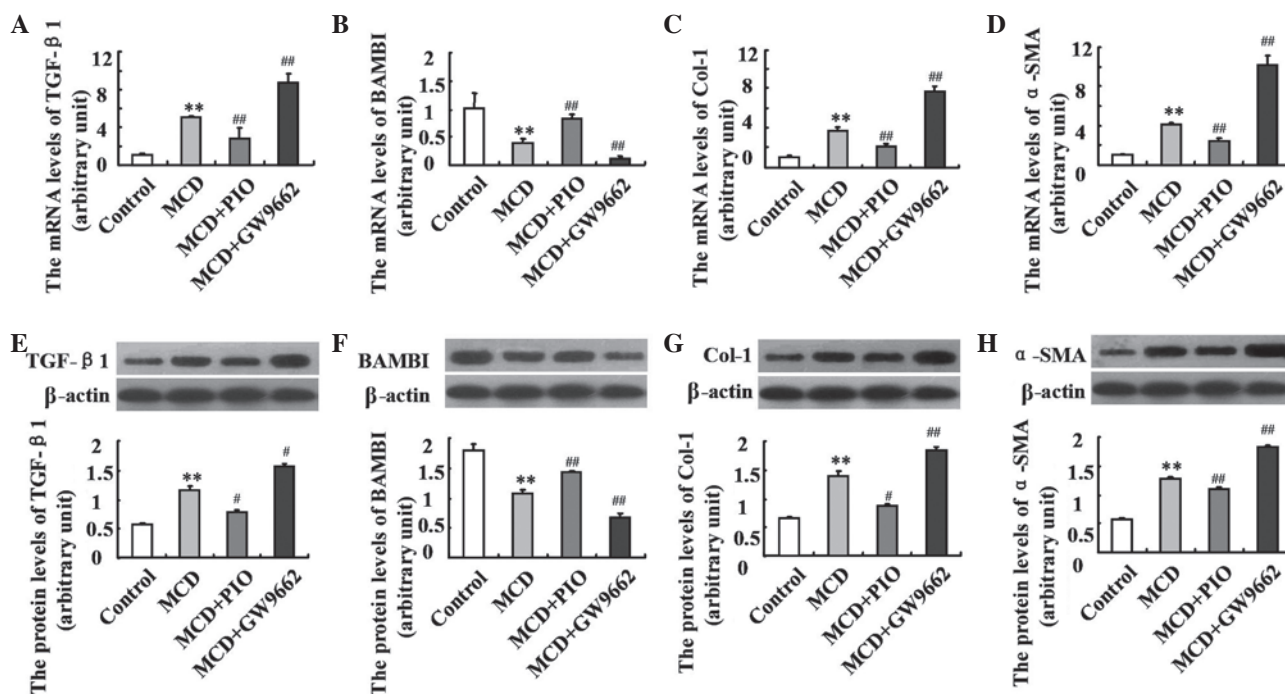 A
The mRNA levels of TGF-β1
(arbitrary unit)
12
8
4
0
**
##
##
Control
MCD
MCD+PIO
MCD+GW9662
B
The mRNA levels of BAMBI
(arbitrary unit)
2
1.5
1
0.5
0
**
##
##
Control
MCD
MCD+PIO
MCD+GW9662
C
The mRNA levels of Col-1
(arbitrary unit)
12
8
4
0
**
##
##
Control
MCD
MCD+PIO
MCD+GW9662
D
The mRNA levels of α-SMA
(arbitrary unit)
12
8
4
0
**
##
##
Control
MCD
MCD+PIO
MCD+GW9662
E
TGF-β1
β-actin
The protein levels of TGF-β1
(arbitrary unit)
2
1.5
1
0.5
0
**
#
#
Control
MCD
MCD+PIO
MCD+GW9662
F
BAMBI
β-actin
The protein levels of BAMBI
(arbitrary unit)
2
1.5
1
0.5
0
**
##
##
Control
MCD
MCD+PIO
MCD+GW9662
G
Col-1
β-actin
The protein levels of Col-1
(arbitrary unit)
2
1.5
1
0.5
0
**
#
##
Control
MCD
MCD+PIO
MCD+GW9662
H
α-SMA
β-actin
The protein levels of α-SMA
(arbitrary unit)
2
1.5
1
0.5
0
**
##
##
Control
MCD
MCD+PIO
MCD+GW9662